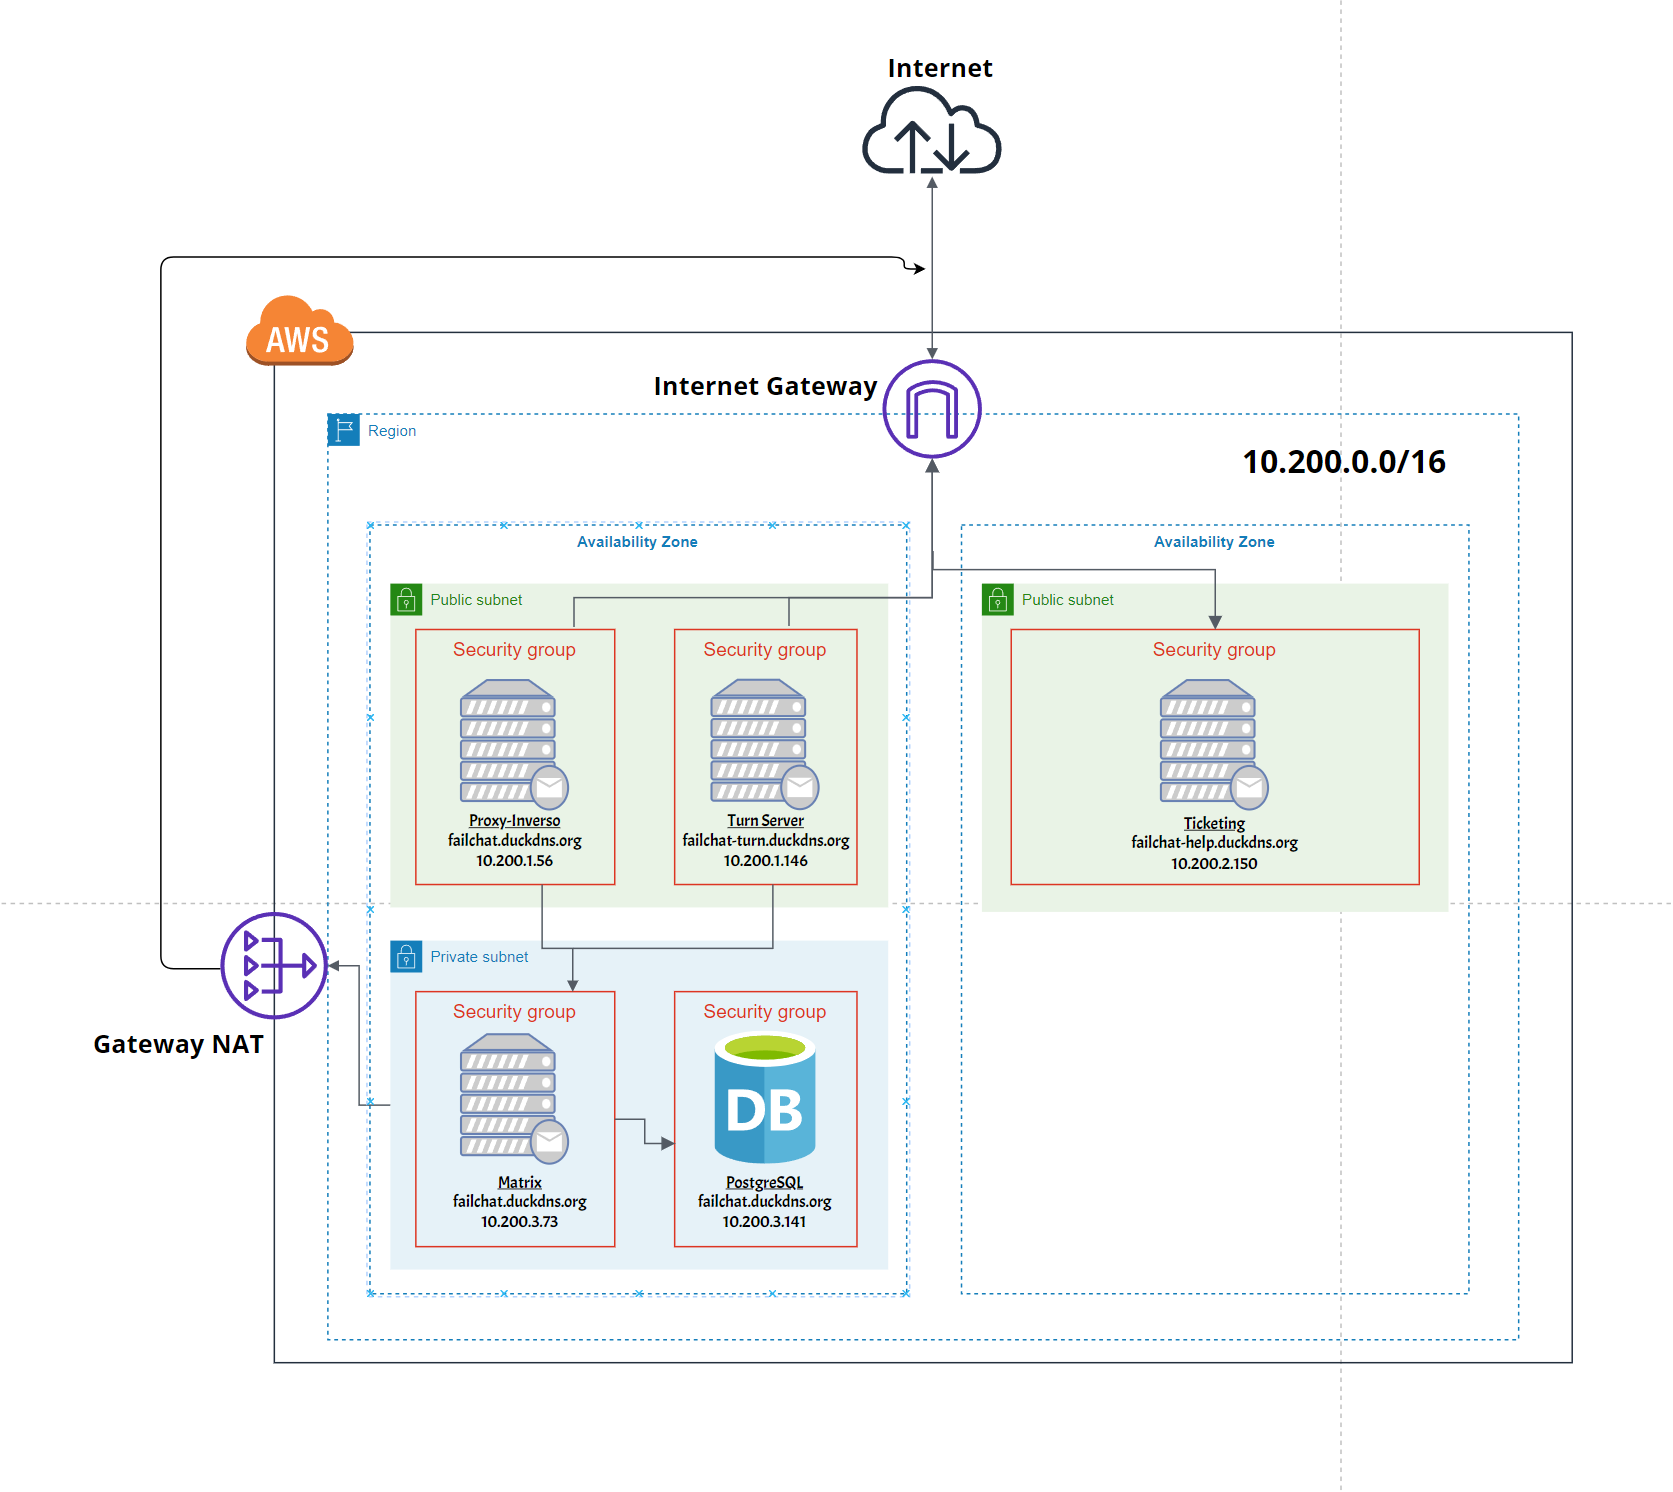 Internet
AWS
Internet Gateway
Region
10.200.0.0/16
Availability Zone
Availability Zone
Public subnet
Public subnet
Security group
Security group
Security group
Proxy-Inverso
failchat.duckdns.org
10.200.1.56
Turn Server
failchat-turn.duckdns.org
10.200.1.146
Ticketing
failchat-help.duckdns.org
10.200.2.150
Gateway NAT
Private subnet
Security group
Security group
DB
Matrix
failchat.duckdns.org
10.200.3.73
PostgreSQL
failchat.duckdns.org
10.200.3.141